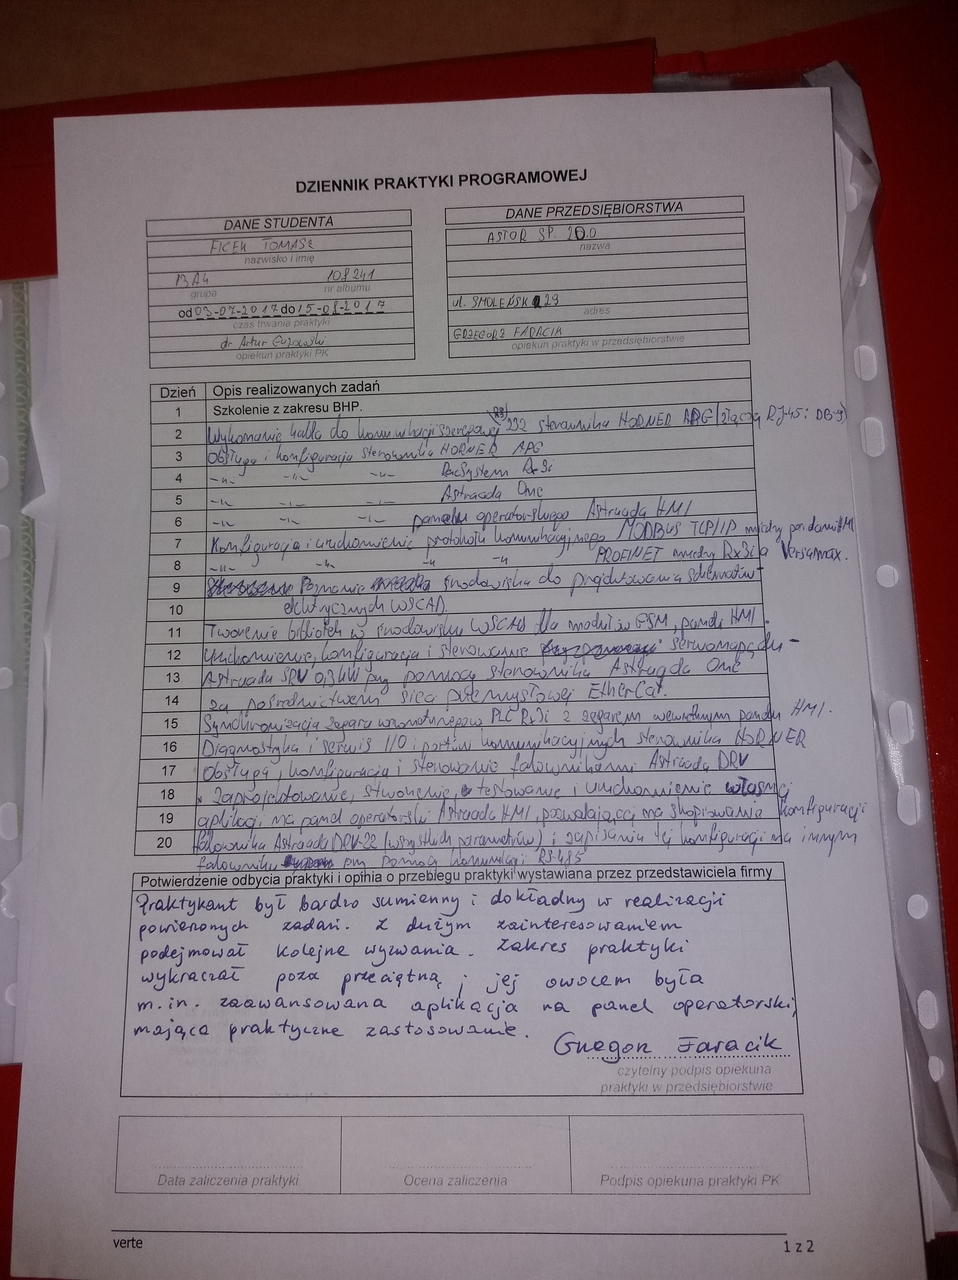 DZIENNIK PRAKTYKI PROGRAMOWEJ
DANE STUDENTA
FICEK TOMASZ
nazwisko i imię
13A4 108241
grupa nr albumu
od 03-07-2017 do 15-08-2017
czas trwania praktyki
dr Artur
opiekun praktyki PK
DANE PRZEDSIĘBIORSTWA
ASTOR SP. ZO.O
nazwa
ul. SMOLEŃSK 29
adres
GRZEGORZ FARACIK
opiekun praktyki w przedsiębiorstwie
Dzień Opis realizowanych zadań
1 Szkolenie z zakresu BHP.
2 Wykonanie kabla do komunikacji szeregowej RS 232 sterownika HORNER APG (złącza RJ45: DB-9)
3 Obsługa i konfiguracja sterownika HORNER APG
4 -||- -||- -||- PacSystem Rx3i
5 -||- -||- -||- Astraada One
6 -||- -||- -||- panelu operatorskiego Astraada HMI
7 Konfiguracja i uruchomienie protokołu komunikacyjnego MODBUS TCP/IP między panelami HMI
8 -||- -||- -||- -||- PROFINET między Rx3i a Versamax.
9 Poznanie środowiska do projektowania schematów
10 elektrycznych WSCAD
11 Tworzenie bibliotek w środowisku WSCAD dla modułów GSM, paneli HMI.
12 Uruchomienie, konfiguracja i sterowanie serwonapędu -
13 Astraada SRV 0,3kW przy pomocy sterownika Astraada One
14 za pośrednictwem sieci przemysłowej EtherCat.
15 Synchronizacja zegara wewnętrznego PLC Rx3i z zegarem wewnętrznym panelu HMI.
16 Diagnostyka i serwis I/O i portów komunikacyjnych sterownika HORNER
17 Obsługa, konfiguracja i sterowanie falownikami Astraada DRV
18 Zaprojektowanie, stworzenie, testowanie i uruchomienie własnej
19 aplikacji na panel operatorski Astraada HMI, pozwalającej na skopiowanie konfiguracji
20 falownika Astraada DRV-22 (wszystkich parametrów) i zapisania tej konfiguracji na innym
falowniku przy pomocy komunikacji RS-485
Potwierdzenie odbycia praktyki i opinia o przebiegu praktyki wystawiana przez przedstawiciela firmy
Praktykant był bardzo sumienny i dokładny w realizacji
powierzonych zadań. Z dużym zainteresowaniem
podejmował kolejne wyzwania. Zakres praktyki
wykraczał poza przeciętną i jej owocem była
m.in. zaawansowana aplikacja na panel operatorski,
mająca praktyczne zastosowanie.
Grzegorz Faracik
czytelny podpis opiekuna
praktyki w przedsiębiorstwie
Data zaliczenia praktyki Ocena zaliczenia Podpis opiekuna praktyki PK
verte 1 z 2